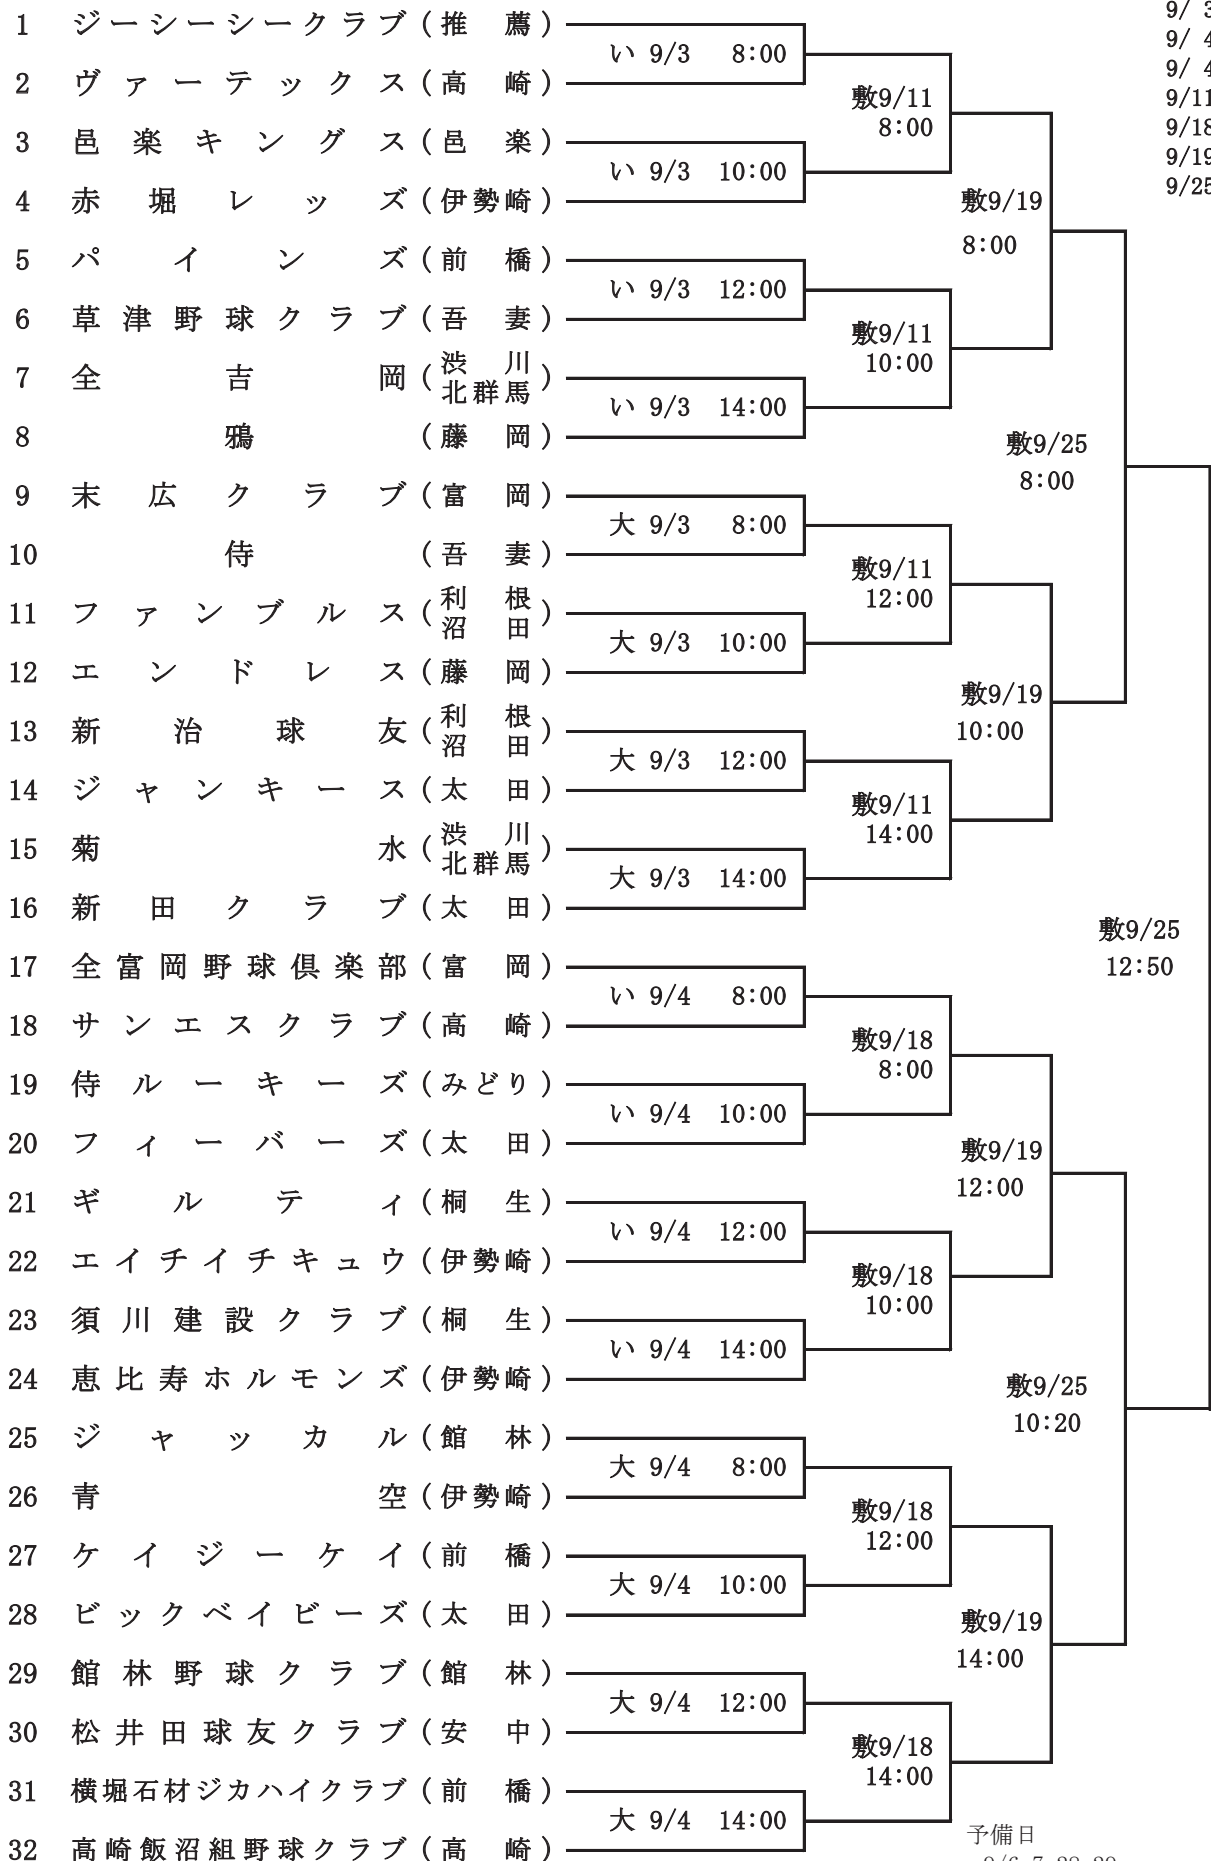 1 ジーシーシークラブ(推薦)
2 ヴァーテックス(高崎)
い 9/3 8:00
3 邑楽キングス(邑楽)
4 赤堀レッズ(伊勢崎)
い 9/3 10:00
敷9/11
8:00
5 パインズ(前橋)
6 草津野球クラブ(吾妻)
い 9/3 12:00
7 全吉岡(渋川北群馬)
8 鴉(藤岡)
い 9/3 14:00
敷9/11
10:00
敷9/19
8:00
9 末広クラブ(富岡)
10 侍(吾妻)
大 9/3 8:00
11 ファンブルス(利根沼田)
12 エンドレス(藤岡)
大 9/3 10:00
敷9/11
12:00
13 新治球友(利根沼田)
14 ジャンキース(太田)
大 9/3 12:00
15 菊水(渋川北群馬)
16 新田クラブ(太田)
大 9/3 14:00
敷9/11
14:00
敷9/19
10:00
敷9/25
8:00
17 全富岡野球倶楽部(富岡)
18 サンエスクラブ(高崎)
い 9/4 8:00
19 侍ルーキーズ(みどり)
20 フィーバーズ(太田)
い 9/4 10:00
敷9/18
8:00
21 ギルティ(桐生)
22 エイチイチキュウ(伊勢崎)
い 9/4 12:00
23 須川建設クラブ(桐生)
24 恵比寿ホルモンズ(伊勢崎)
い 9/4 14:00
敷9/18
10:00
敷9/19
12:00
25 ジャッカル(館林)
26 青空(伊勢崎)
大 9/4 8:00
27 ケイジーケイ(前橋)
28 ビックベイビーズ(太田)
大 9/4 10:00
敷9/18
12:00
29 館林野球クラブ(館林)
30 松井田球友クラブ(安中)
大 9/4 12:00
31 横堀石材ジカハイクラブ(前橋)
32 高崎飯沼組野球クラブ(高崎)
大 9/4 14:00
敷9/18
14:00
敷9/19
14:00
敷9/25
10:20
敷9/25
12:50
9/ 3
9/ 4
9/ 4
9/11
9/18
9/19
9/25
予備日